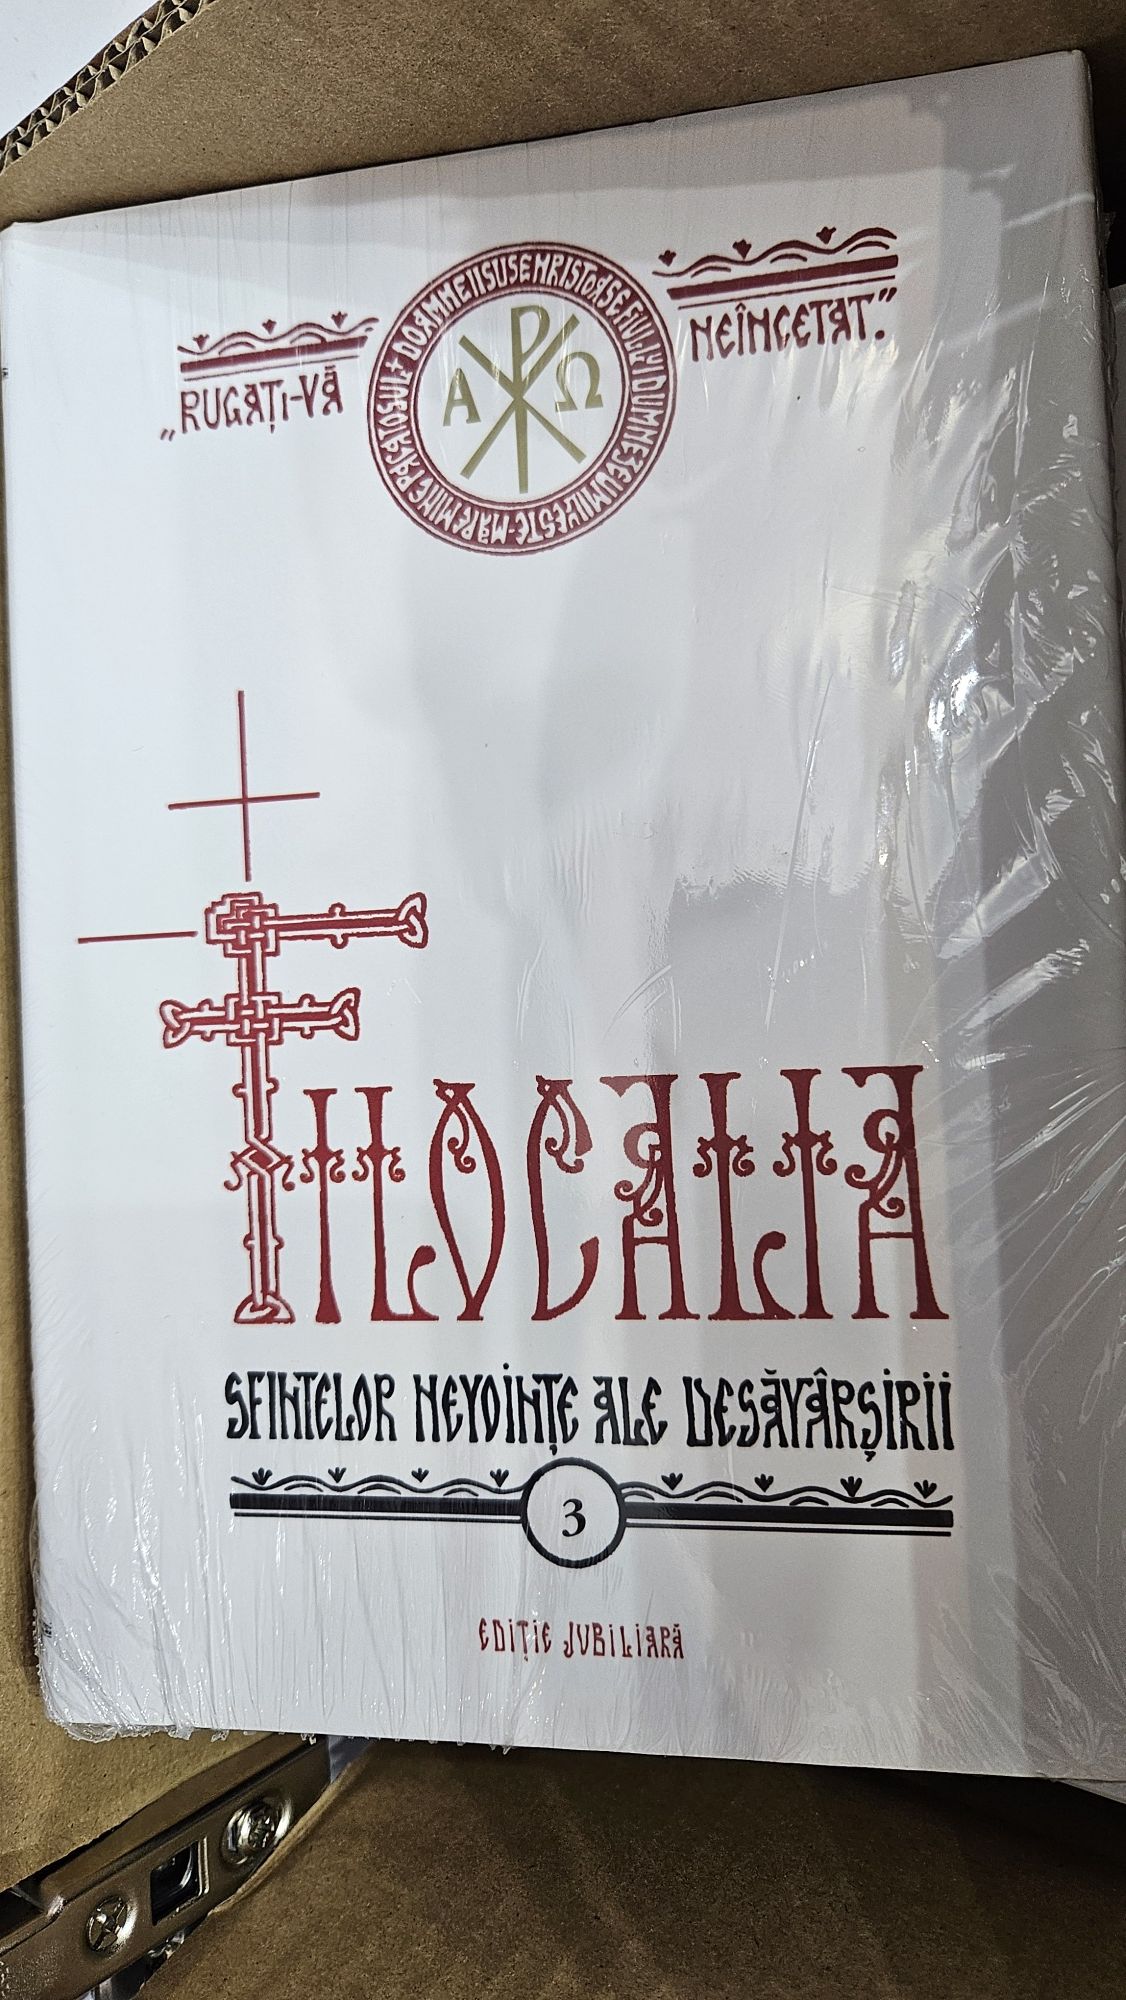 „RUGAȚI-VĂ NEÎNCETAT.”
+ DOAMNE IISUSE HRISTOASE, FIUL LUI DUMNEZEU, MILUIEȘTE-MĂ PE MINE PĂCĂTOSUL
Α Ω
FILOCALIA
SFINTELOR NEVOINȚE ALE DESĂVÂRȘIRII
3
EDIȚIE JUBILIARĂ